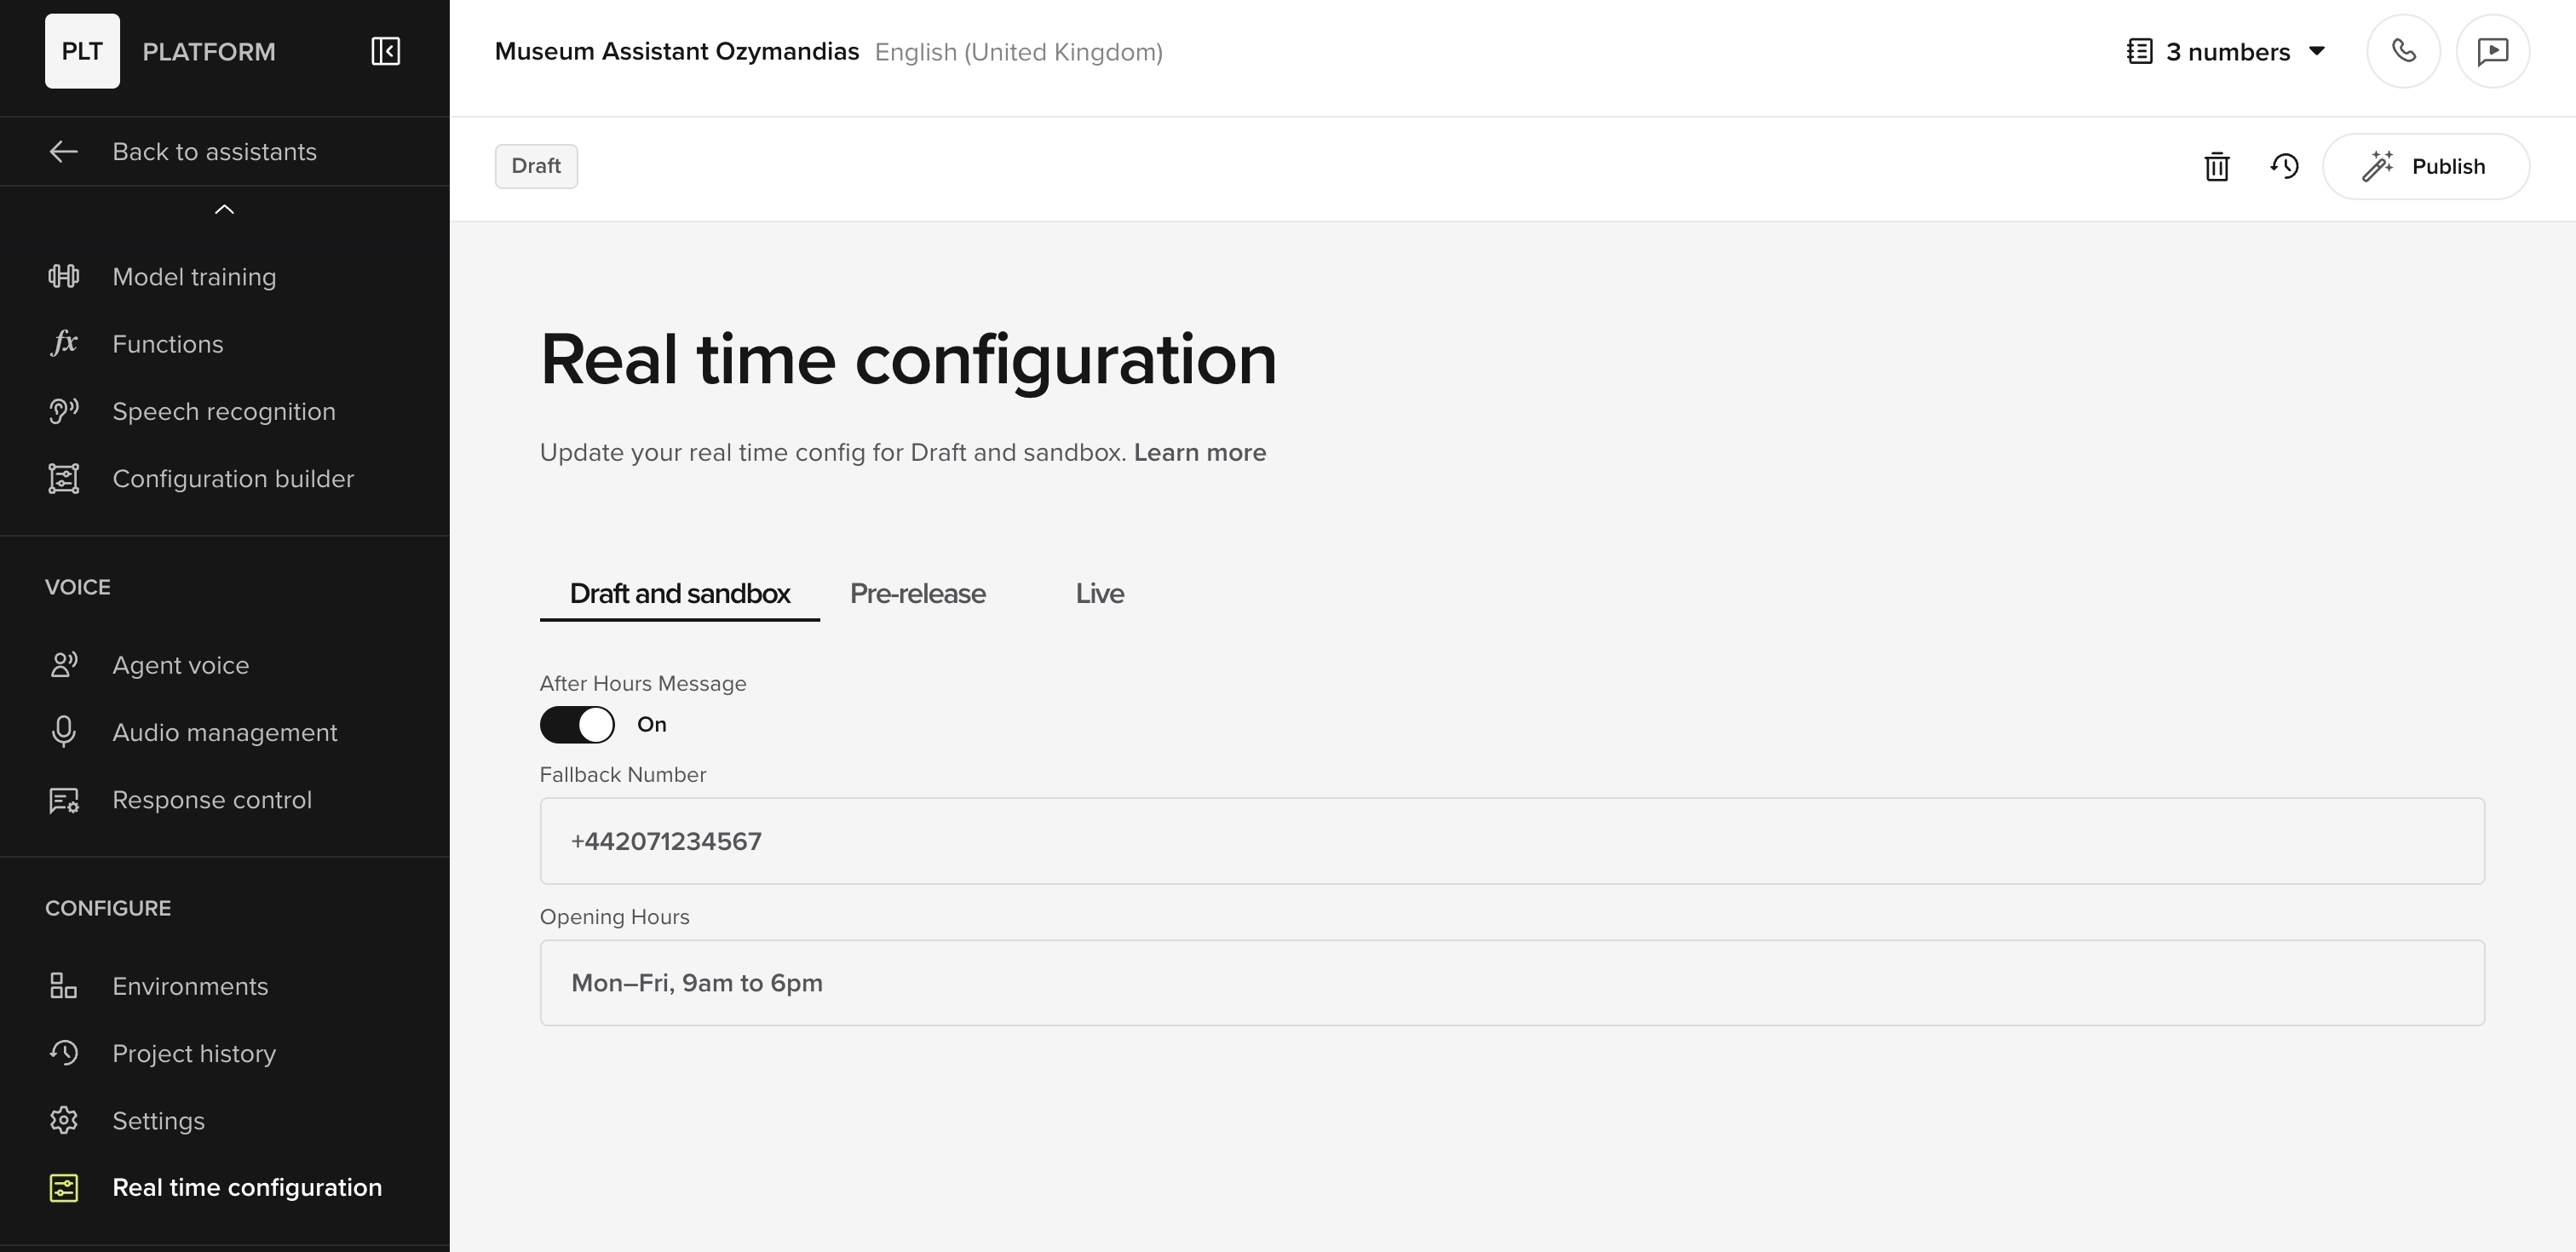 PLT PLATFORM
Back to assistants
Model training
fx Functions
Speech recognition
Configuration builder
VOICE
Agent voice
Audio management
Response control
CONFIGURE
Environments
Project history
Settings
Real time configuration
Museum Assistant Ozymandias English (United Kingdom)
3 numbers
Draft
Publish
Real time configuration
Update your real time config for Draft and sandbox. Learn more
Draft and sandbox Pre-release Live
After Hours Message
On
Fallback Number
+442071234567
Opening Hours
Mon–Fri, 9am to 6pm